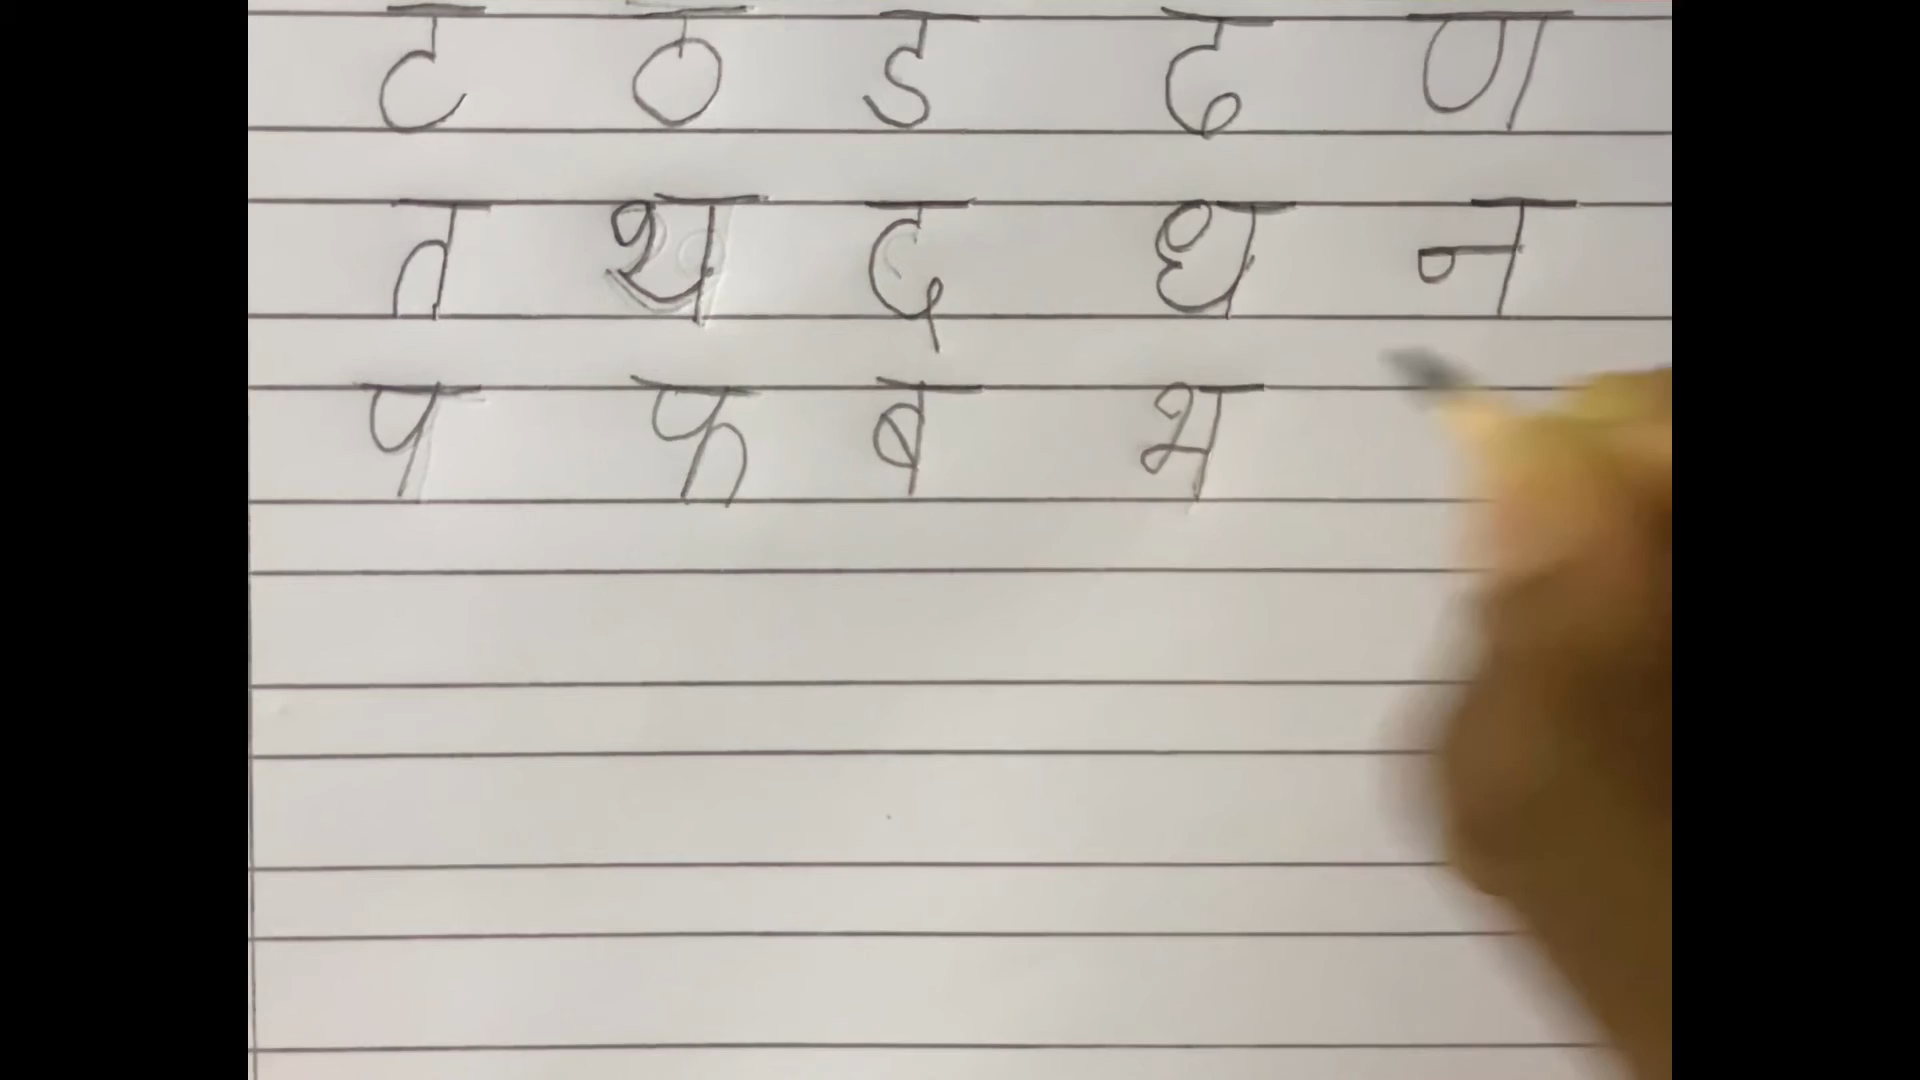 ट ठ ड ढ ण
त थ द ध न
प फ ब भ